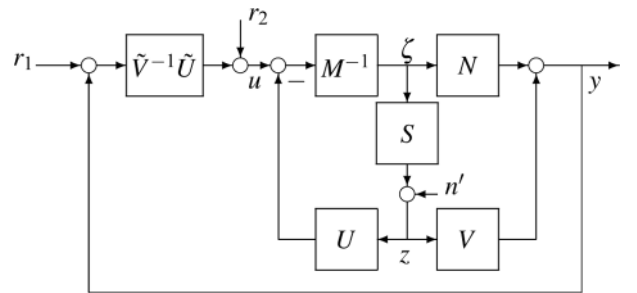 r₂
r₁ Ṽ⁻¹Ũ u − M⁻¹ ζ N y
S
n′
U z V